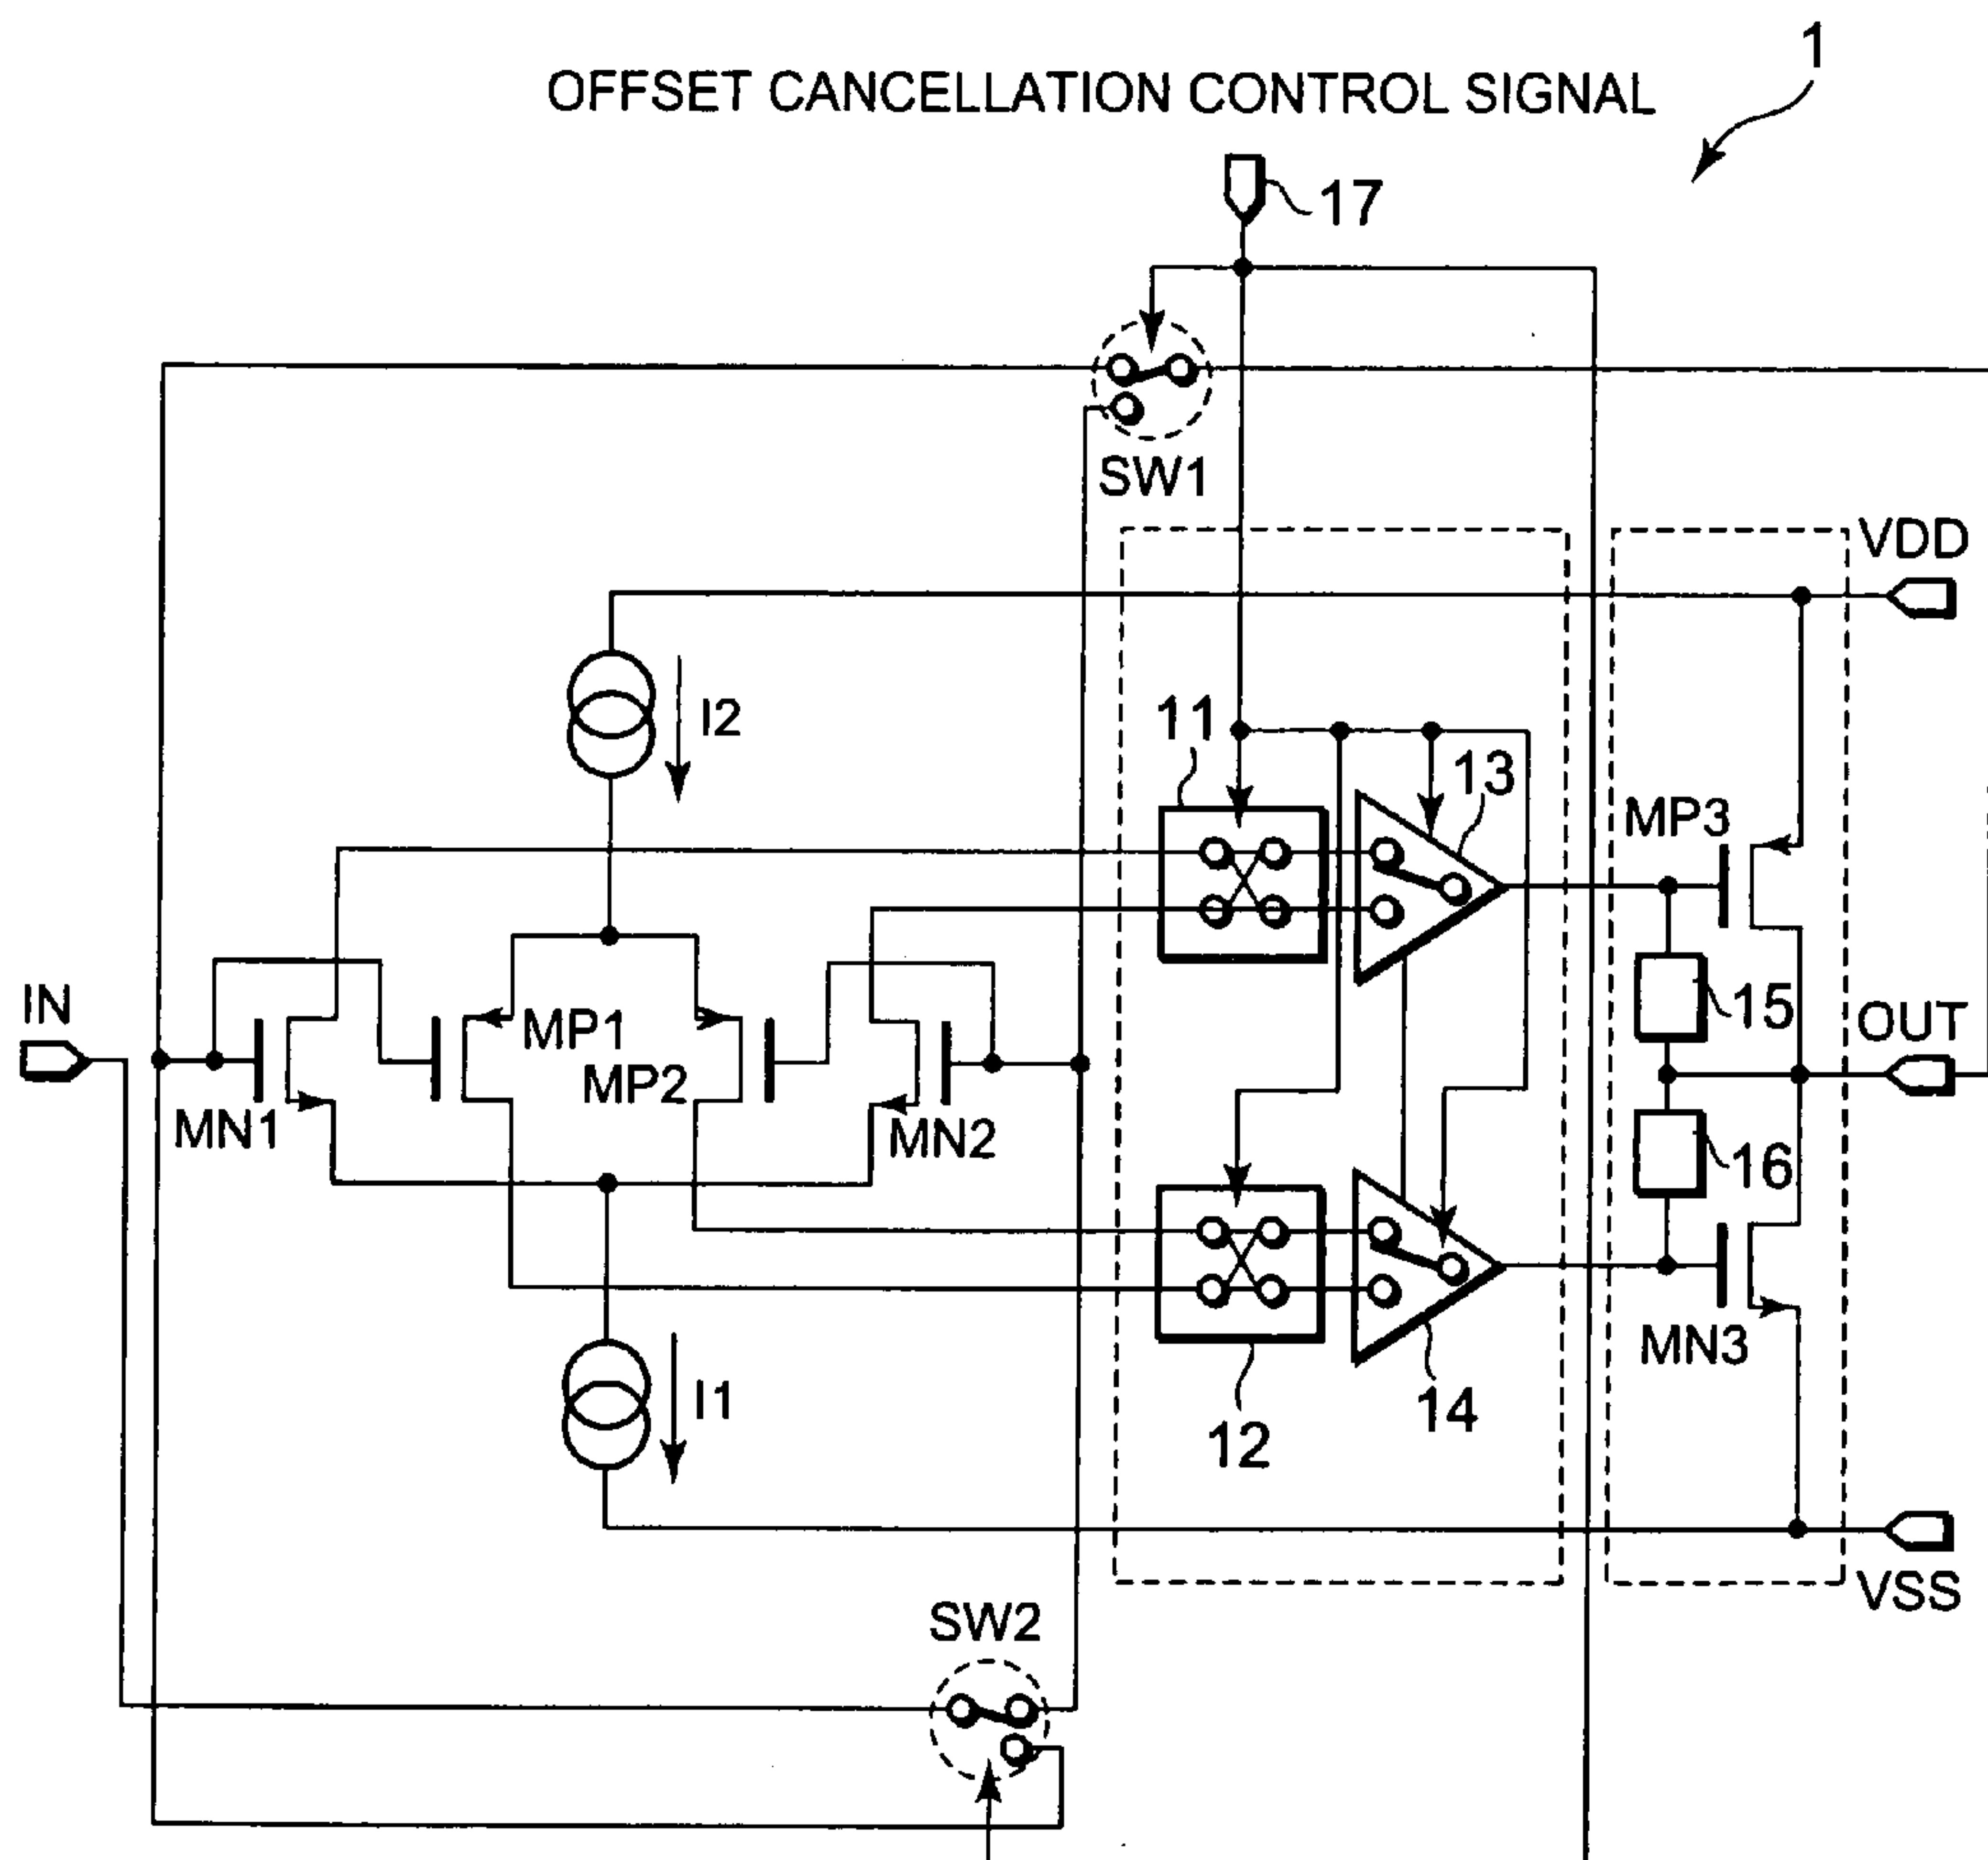 1
OFFSET CANCELLATION CONTROL SIGNAL
17
SW1
VDD
I2
11
13
MP3
IN
MP1
15
OUT
MP2
MN1
MN2
16
I1
MN3
14
12
SW2
VSS